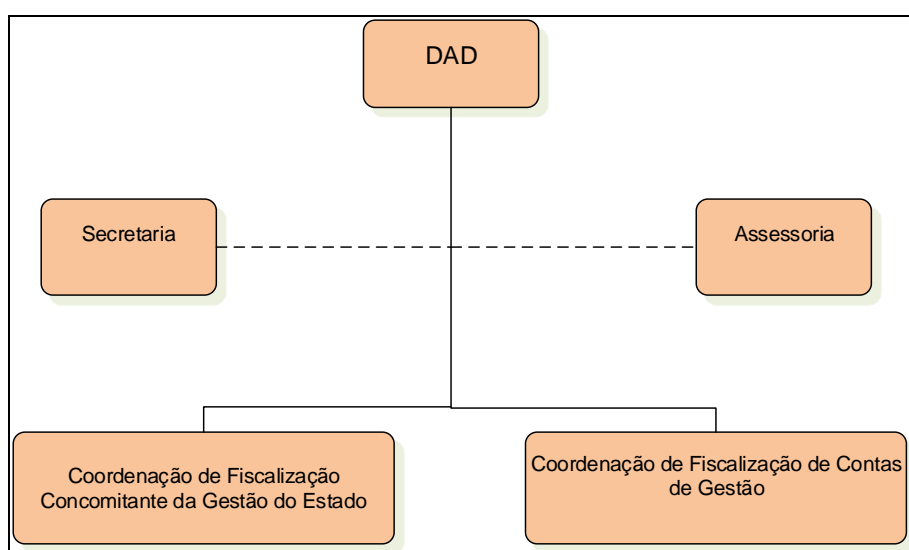 DAD
Secretaria
Assessoria
Coordenação de Fiscalização
Concomitante da Gestão do Estado
Coordenação de Fiscalização de Contas
de Gestão